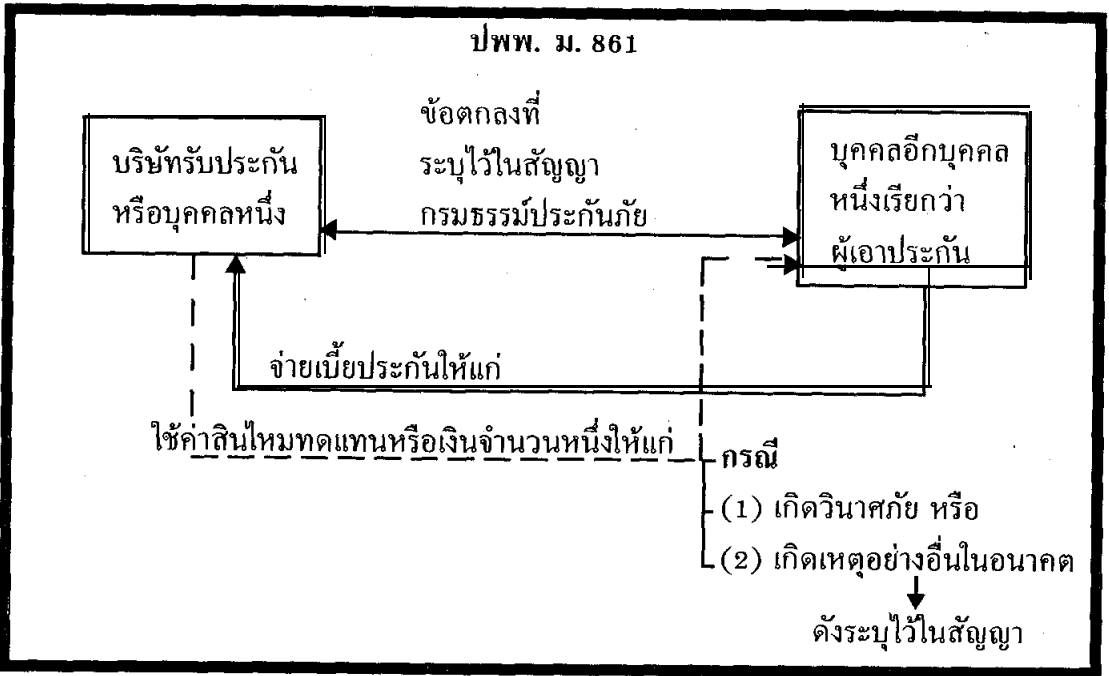 ปพพ. ม. 861
บริษัทรับประกัน
หรือบุคคลหนึ่ง
ข้อตกลงที่
ระบุไว้ในสัญญา
กรมธรรม์ประกันภัย
บุคคลอีกบุคคล
หนึ่งเรียกว่า
ผู้เอาประกัน
จ่ายเบี้ยประกันให้แก่
ใช้ค่าสินไหมทดแทนหรือเงินจำนวนหนึ่งให้แก่
กรณี
(1) เกิดวินาศภัย หรือ
(2) เกิดเหตุอย่างอื่นในอนาคต
ดังระบุไว้ในสัญญา